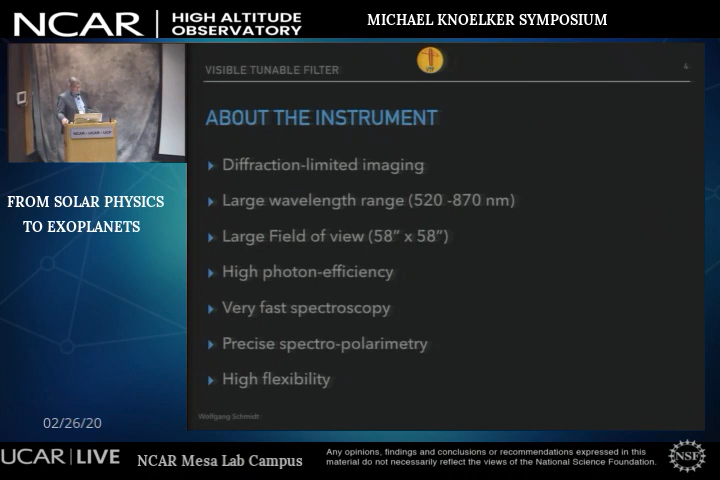 NCAR
HIGH ALTITUDE
OBSERVATORY
MICHAEL KNOELKER SYMPOSIUM
VISIBLE TUNABLE FILTER
4
ABOUT THE INSTRUMENT
Diffraction-limited imaging
Large wavelength range (520 -870 nm)
Large Field of view (58” x 58”)
High photon-efficiency
Very fast spectroscopy
Precise spectro-polarimetry
High flexibility
Wolfgang Schmidt
FROM SOLAR PHYSICS
TO EXOPLANETS
02/26/20
UCAR | LIVE
NCAR Mesa Lab Campus
Any opinions, findings and conclusions or recommendations expressed in this
material do not necessarily reflect the views of the National Science Foundation.
NSF